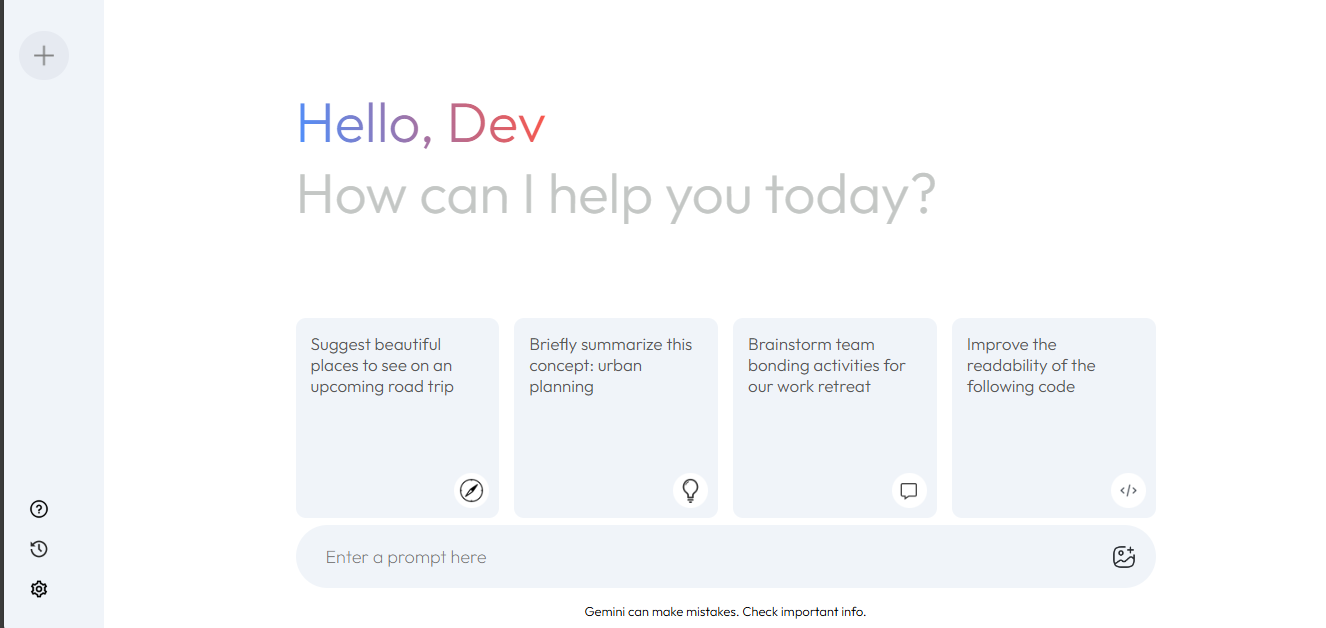 Hello, Dev
How can I help you today?
Suggest beautiful
places to see on an
upcoming road trip
Briefly summarize this
concept: urban
planning
Brainstorm team
bonding activities for
our work retreat
Improve the
readability of the
following code
Enter a prompt here
Gemini can make mistakes. Check important info.